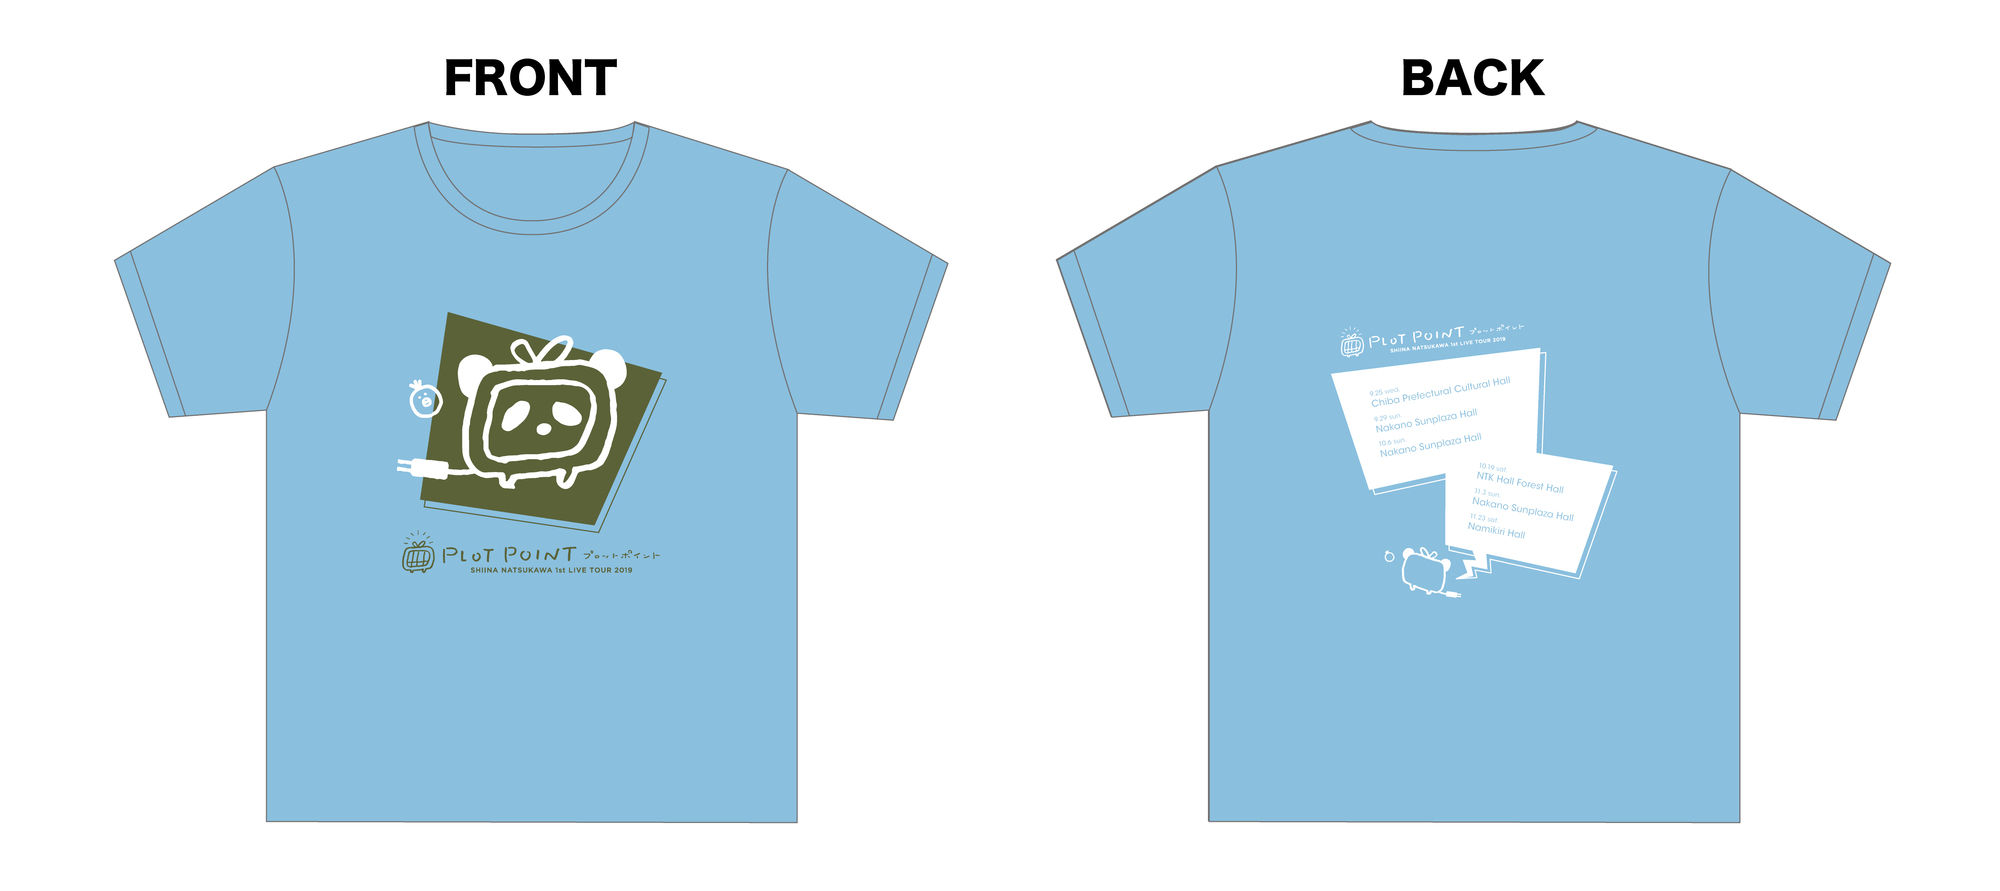 FRONT
PLOT POINT プロットポイント
SHIINA NATSUKAWA 1st LIVE TOUR 2019
BACK
PLOT POINT プロットポイント
SHIINA NATSUKAWA 1st LIVE TOUR 2019
9.25 wed.
Chiba Prefectural Cultural Hall
9.29 sun.
Nakano Sunplaza Hall
10.6 sun.
Nakano Sunplaza Hall
10.19 sat.
NTK Hall Forest Hall
11.3 sun.
Nakano Sunplaza Hall
11.23 sat.
Namikiri Hall